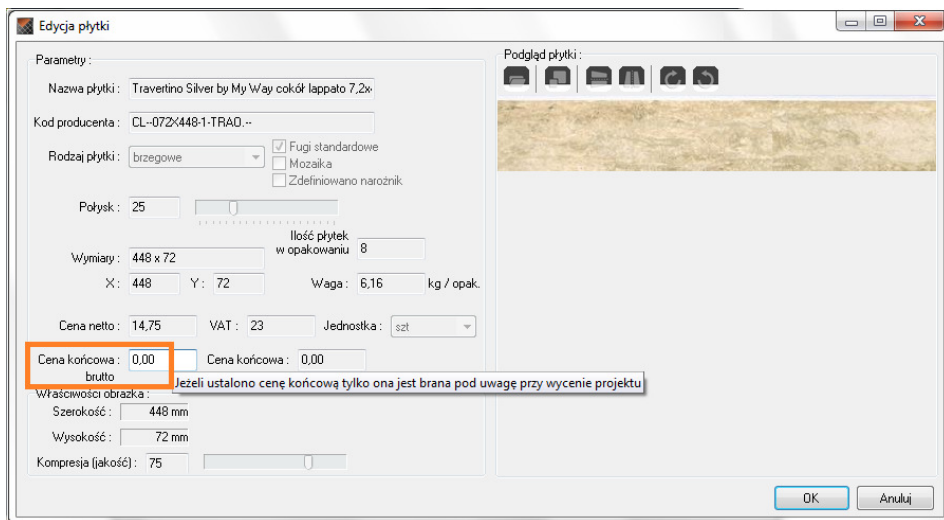 Edycja płytki
Parametry :
Nazwa płytki : Travertino Silver by My Way cokół lappato 7,2x
Kod producenta : CL--072X448-1-TRAO.--
Rodzaj płytki : brzegowe
Fugi standardowe
Mozaika
Zdefiniowano narożnik
Połysk : 25
Ilość płytek
w opakowaniu 8
Wymiary : 448 x 72
X : 448 Y : 72 Waga : 6,16 kg / opak.
Cena netto : 14,75 VAT : 23 Jednostka : szt
Cena końcowa : 0,00 Cena końcowa : 0,00
brutto
Jeżeli ustalono cenę końcową tylko ona jest brana pod uwagę przy wycenie projektu
Właściwości obrazka :
Szerokość : 448 mm
Wysokość : 72 mm
Kompresja (jakość) : 75
Podgląd płytki :
OK Anuluj